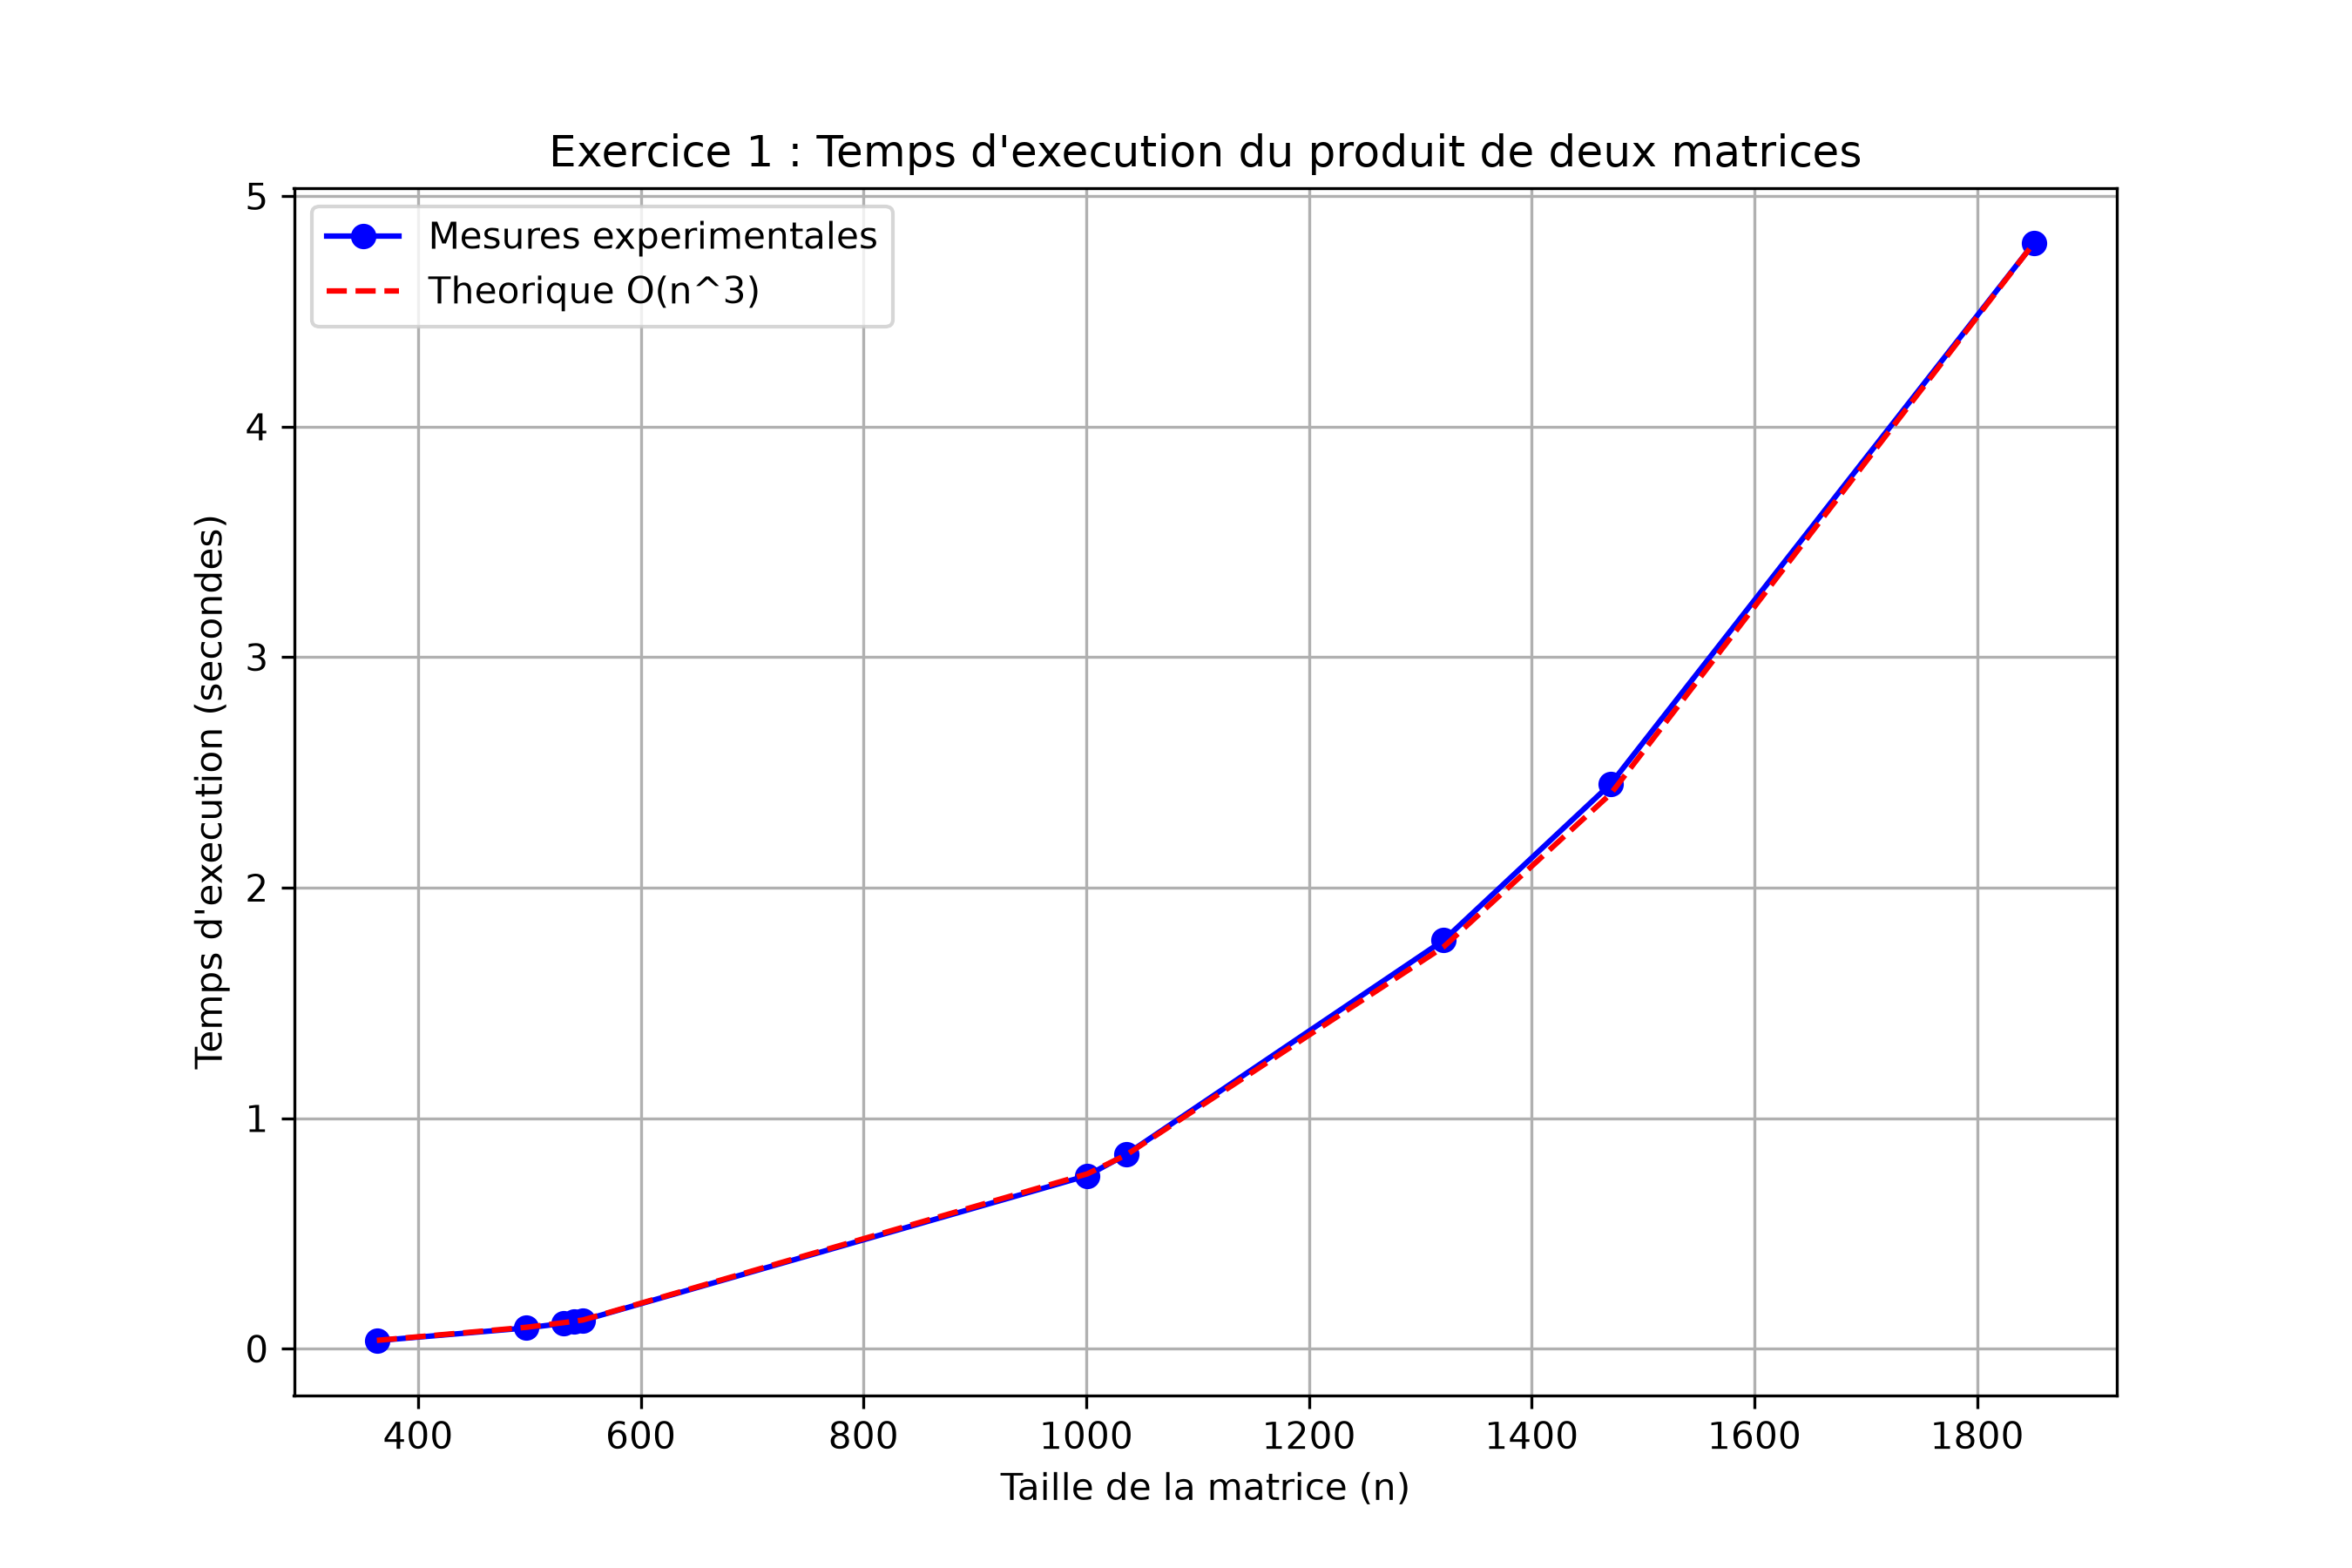 Exercice 1 : Temps d'execution du produit de deux matrices
Mesures experimentales
Theorique O(n^3)
Temps d'execution (secondes)
5
4
3
2
1
0
400 600 800 1000 1200 1400 1600 1800
Taille de la matrice (n)